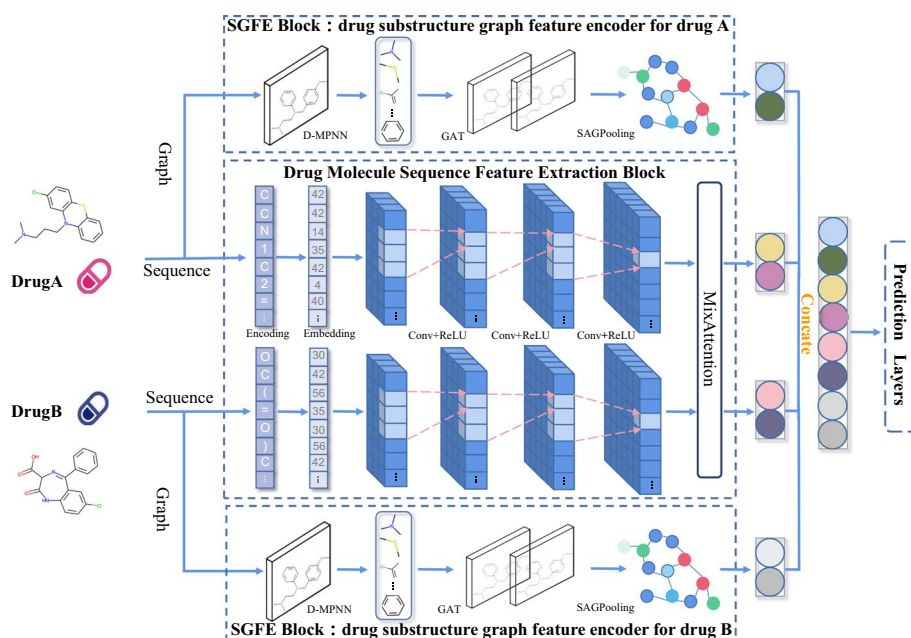 SGFE Block：drug substructure graph feature encoder for drug A
D-MPNN
GAT
SAGPooling
Graph
Drug Molecule Sequence Feature Extraction Block
DrugA
Sequence
C
C
N
1
C
2
=
Encoding
42
42
14
35
42
4
40
Embedding
Conv+ReLU
Conv+ReLU
Conv+ReLU
MixAttention
Concate
Prediction
Layers
DrugB
Sequence
O
C
(
=
O
)
C
30
42
56
35
30
56
42
OH
O
O
N
NH
Cl
Graph
D-MPNN
GAT
SAGPooling
SGFE Block：drug substructure graph feature encoder for drug B